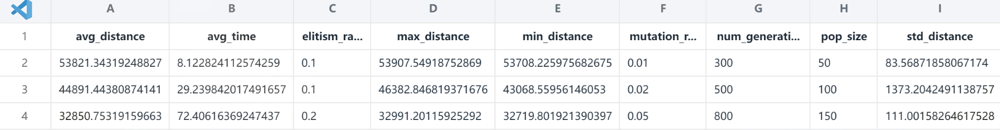 A B C D E F G H I
1 avg_distance avg_time elitism_ra... max_distance min_distance mutation_r... num_generati... pop_size std_distance
2 53821.34319248827 8.122824112574259 0.1 53907.54918752869 53708.225975682675 0.01 300 50 83.56871858067174
3 44891.44380874141 29.239842017491657 0.1 46382.846819371676 43068.55956146053 0.02 500 100 1373.2042491138757
4 32850.75319159663 72.40616369247437 0.2 32991.20115925292 32719.801921390397 0.05 800 150 111.00158264617528